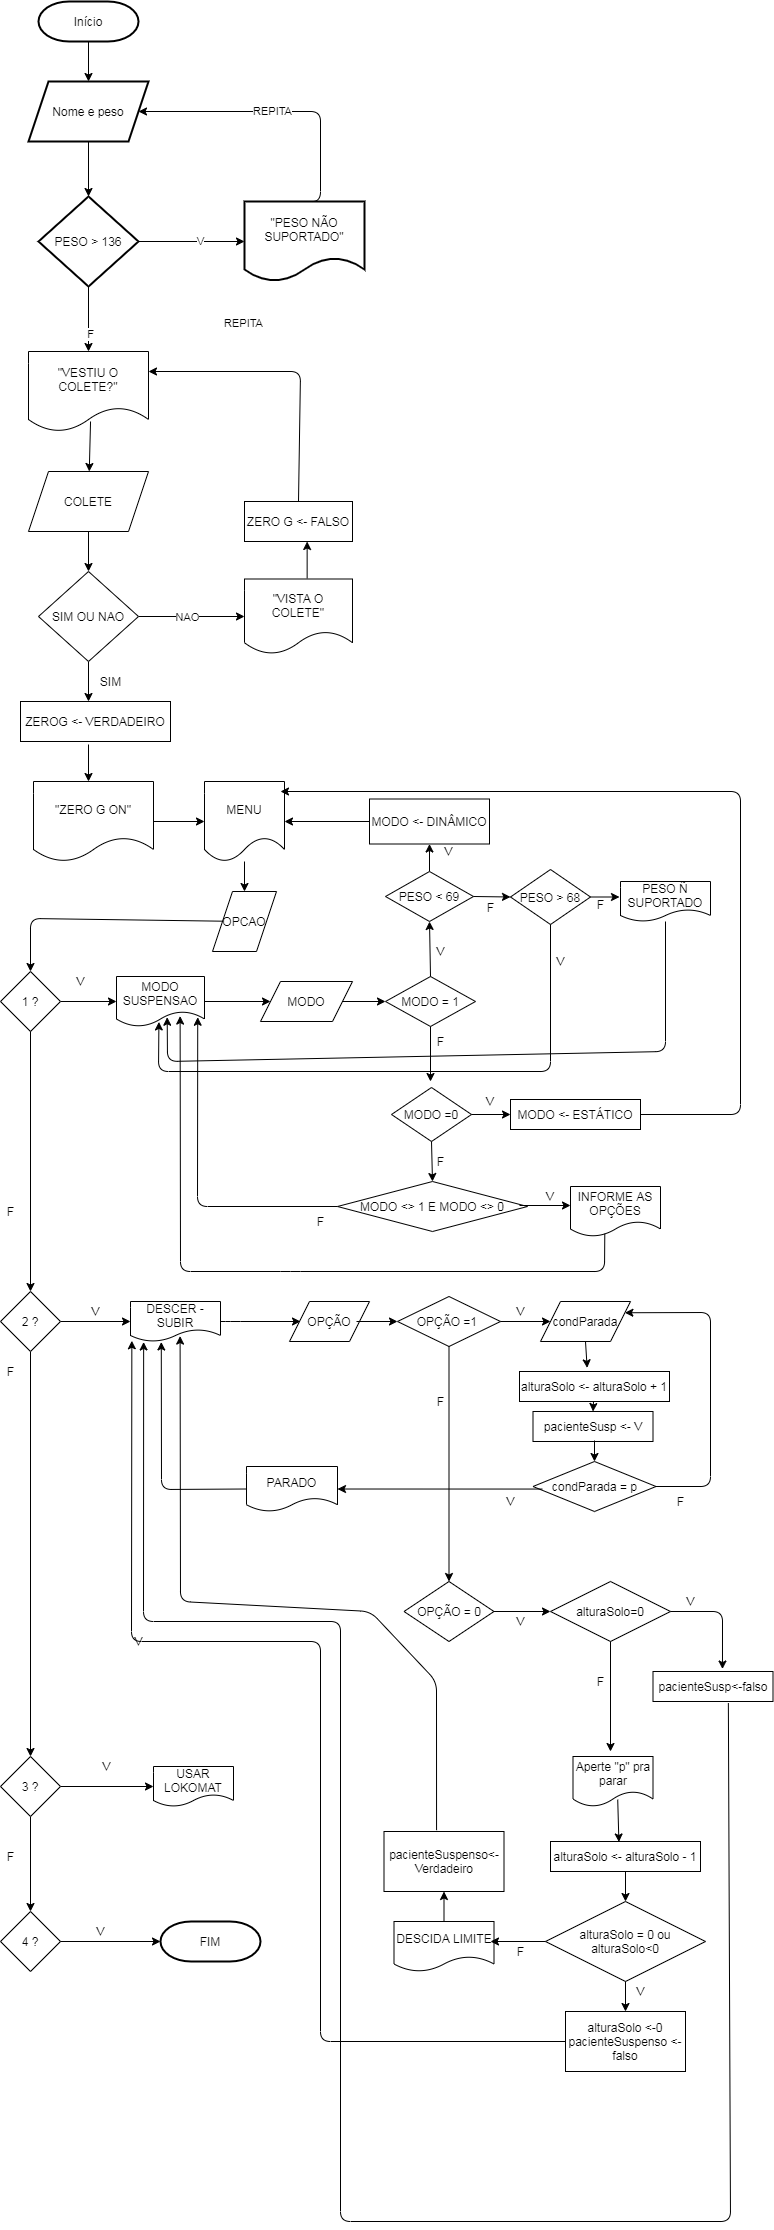 Início
Nome e peso
REPITA
PESO > 136
V
"PESO NÃO
SUPORTADO"
F
REPITA
"VESTIU O
COLETE?"
COLETE
ZERO G <- FALSO
SIM OU NAO
NAO
"VISTA O
COLETE"
SIM
ZEROG <- VERDADEIRO
"ZERO G ON"
MENU
MODO <- DINÂMICO
V
OPCAO
PESO < 69
F
PESO > 68
F
PESO Ñ
SUPORTADO
V
V
1 ?
V
MODO
SUSPENSAO
MODO
MODO = 1
F
MODO =0
V
MODO <- ESTÁTICO
F
MODO <> 1 E MODO <> 0
V
INFORME AS
OPÇÕES
F
F
2 ?
V
DESCER -
SUBIR
OPÇÃO
OPÇÃO =1
V
condParada
F
F
alturaSolo <- alturaSolo + 1
pacienteSusp <- V
PARADO
V
condParada = p
F
OPÇÃO = 0
V
alturaSolo=0
V
V
F
pacienteSusp<-falso
3 ?
V
USAR
LOKOMAT
Aperte "p" pra
parar
F
pacienteSuspenso<-
Verdadeiro
alturaSolo <- alturaSolo - 1
4 ?
V
FIM
DESCIDA LIMITE
F
alturaSolo = 0 ou
alturaSolo<0
V
alturaSolo <-0
pacienteSuspenso <-
falso